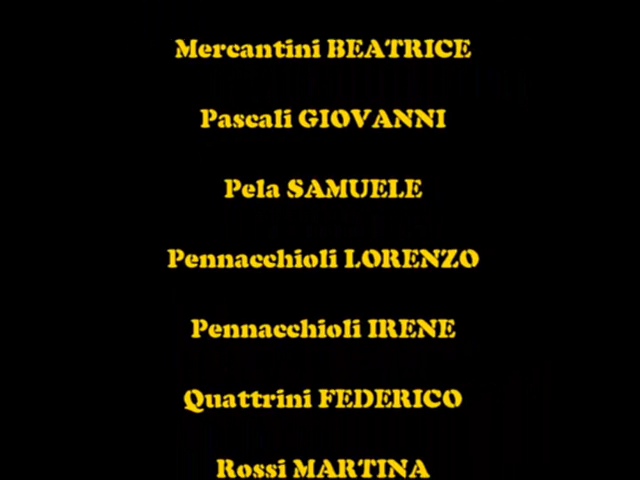 Mercantini BEATRICE
Pascali GIOVANNI
Pela SAMUELE
Pennacchioli LORENZO
Pennacchioli IRENE
Quattrini FEDERICO
Rossi MARTINA